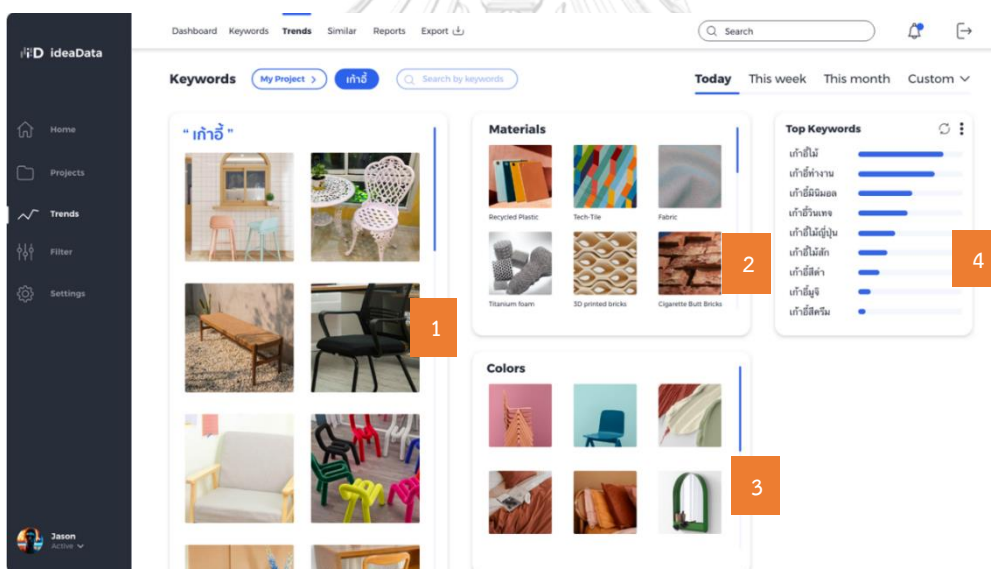 ideaData
Home
Projects
Trends
Filter
Settings
Jason
Active
Dashboard Keywords Trends Similar Reports Export
Search
Keywords My Project > เก้าอี้ Search by keywords
Today This week This month Custom
“ เก้าอี้ ”
1
Materials
Recycled Plastic Tech-Tile Fabric
Titanium foam 3D printed bricks Cigarette Butt Bricks
2
Colors
3
Top Keywords
เก้าอี้ไม้
เก้าอี้ทำงาน
เก้าอี้มินิมอล
เก้าอี้วินเทจ
เก้าอี้ไม้ญี่ปุ่น
เก้าอี้ไม้สัก
เก้าอี้สีดำ
เก้าอี้มูจิ
เก้าอี้สีครีม
4